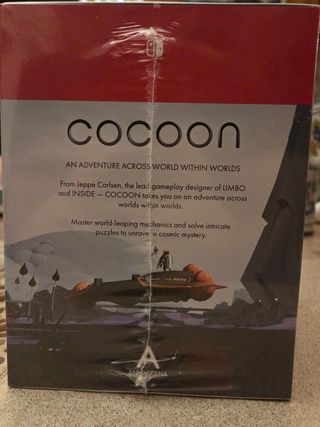 cocoon
AN ADVENTURE ACROSS WORLD WITHIN WORLDS
From Jeppe Carlsen, the lead gameplay designer of LIMBO
and INSIDE — COCOON takes you on an adventure across
worlds within worlds.
Master world-leaping mechanics and solve intricate
puzzles to unravel a cosmic mystery.